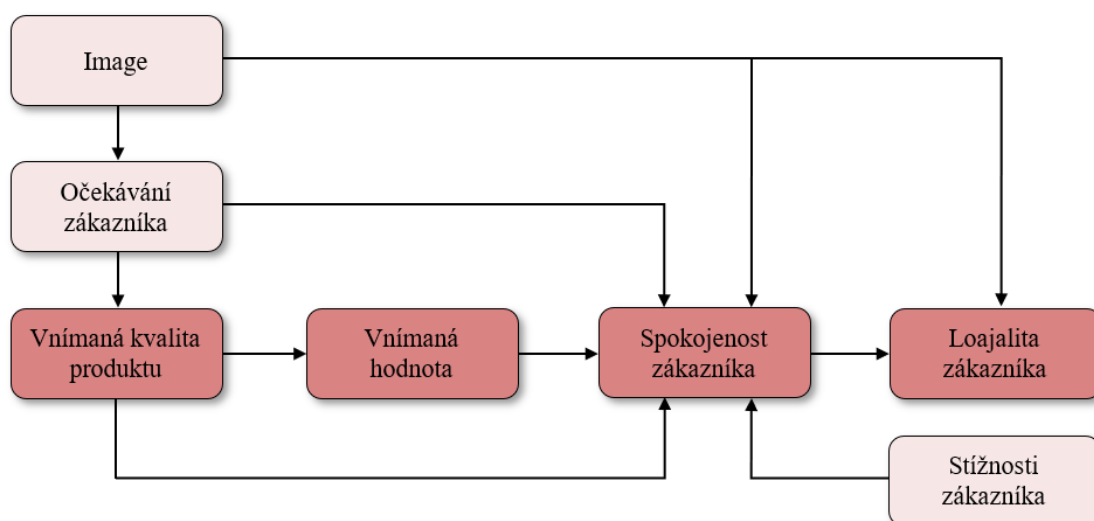 Image
Očekávání
zákazníka
Vnímaná kvalita
produktu
Vnímaná
hodnota
Spokojenost
zákazníka
Loajalita
zákazníka
Stížnosti
zákazníka